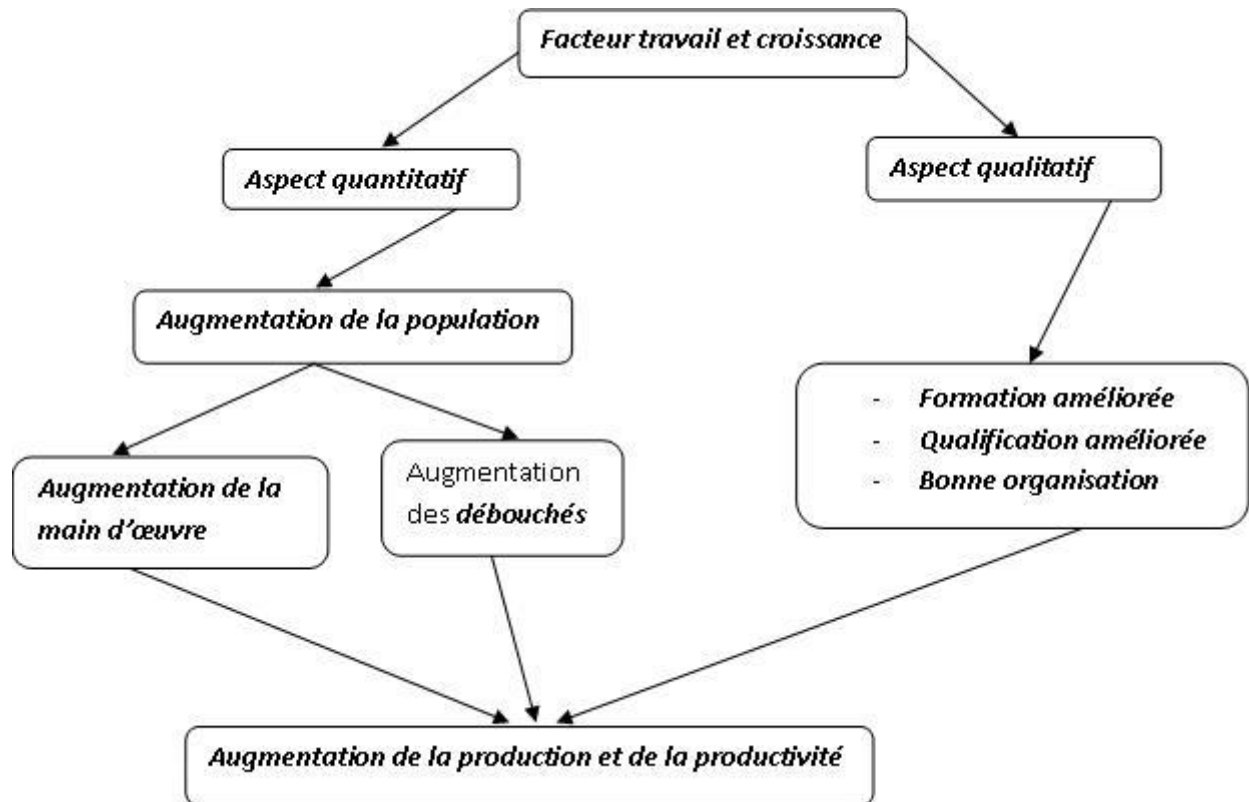 Facteur travail et croissance
Aspect quantitatif
Aspect qualitatif
Augmentation de la population
- Formation améliorée
- Qualification améliorée
- Bonne organisation
Augmentation de la
main d’œuvre
Augmentation
des débouchés
Augmentation de la production et de la productivité